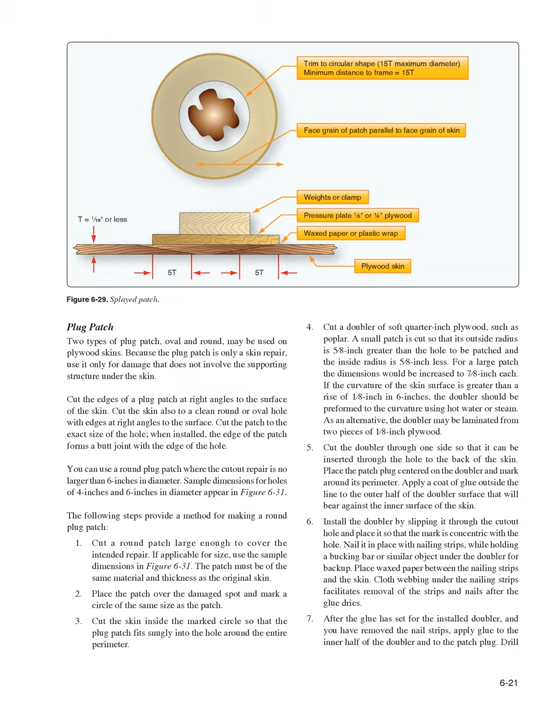 Trim to circular shape (15T maximum diameter)
Minimum distance to frame = 15T
Face grain of patch parallel to face grain of skin
Weights or clamp
Pressure plate ⅛" or ¼" plywood
Waxed paper or plastic wrap
T = ¹⁄₁₀" or less
Plywood skin
5T
5T
Figure 6-29. Splayed patch.
Plug Patch
Two types of plug patch, oval and round, may be used on
plywood skins. Because the plug patch is only a skin repair,
use it only for damage that does not involve the supporting
structure under the skin.
Cut the edges of a plug patch at right angles to the surface
of the skin. Cut the skin also to a clean round or oval hole
with edges at right angles to the surface. Cut the patch to the
exact size of the hole; when installed, the edge of the patch
forms a butt joint with the edge of the hole.
You can use a round plug patch where the cutout repair is no
larger than 6-inches in diameter. Sample dimensions for holes
of 4-inches and 6-inches in diameter appear in Figure 6-31.
The following steps provide a method for making a round
plug patch:
1. Cut a round patch large enough to cover the
intended repair. If applicable for size, use the sample
dimensions in Figure 6-31. The patch must be of the
same material and thickness as the original skin.
2. Place the patch over the damaged spot and mark a
circle of the same size as the patch.
3. Cut the skin inside the marked circle so that the
plug patch fits snugly into the hole around the entire
perimeter.
4. Cut a doubler of soft quarter-inch plywood, such as
poplar. A small patch is cut so that its outside radius
is 5⁄8-inch greater than the hole to be patched and
the inside radius is 5⁄8-inch less. For a large patch
the dimensions would be increased to 7⁄8-inch each.
If the curvature of the skin surface is greater than a
rise of 1⁄8-inch in 6-inches, the doubler should be
preformed to the curvature using hot water or steam.
As an alternative, the doubler may be laminated from
two pieces of 1⁄8-inch plywood.
5. Cut the doubler through one side so that it can be
inserted through the hole to the back of the skin.
Place the patch plug centered on the doubler and mark
around its perimeter. Apply a coat of glue outside the
line to the outer half of the doubler surface that will
bear against the inner surface of the skin.
6. Install the doubler by slipping it through the cutout
hole and place it so that the mark is concentric with the
hole. Nail it in place with nailing strips, while holding
a bucking bar or similar object under the doubler for
backup. Place waxed paper between the nailing strips
and the skin. Cloth webbing under the nailing strips
facilitates removal of the strips and nails after the
glue dries.
7. After the glue has set for the installed doubler, and
you have removed the nail strips, apply glue to the
inner half of the doubler and to the patch plug. Drill
6-21